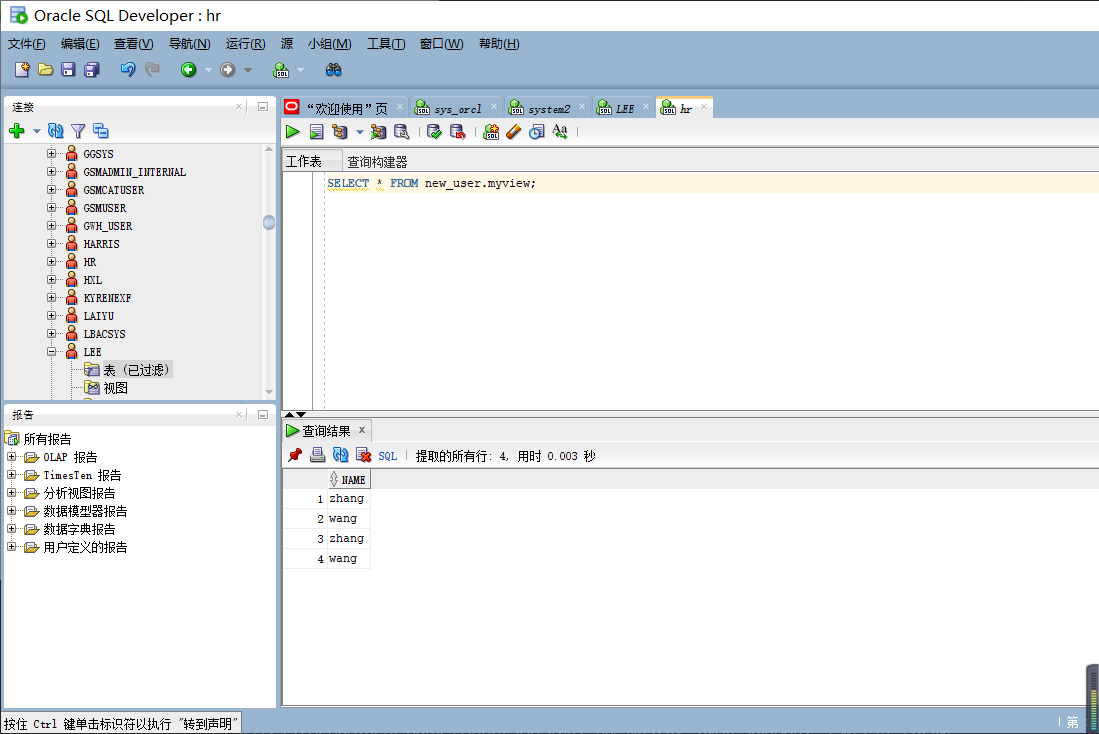 Oracle SQL Developer : hr
文件(F) 编辑(E) 查看(V) 导航(N) 运行(R) 源 小组(M) 工具(T) 窗口(W) 帮助(H)
连接
GGSYS
GSMADMIN_INTERNAL
GSMCATUSER
GSMUSER
GWH_USER
HARRIS
HR
HXL
KYRENEXF
LAIYU
LBACSYS
LEE
表 (已过滤)
视图
报告
所有报告
OLAP 报告
TimesTen 报告
分析视图报告
数据模型器报告
数据字典报告
用户定义的报告
“欢迎使用”页 sys_orcl system2 LEE hr
工作表 查询构建器
SELECT * FROM new_user.myview;
查询结果
SQL 提取的所有行: 4, 用时 0.003 秒
NAME
1 zhang
2 wang
3 zhang
4 wang
按住 Ctrl 键单击标识符以执行 "转到声明"
第